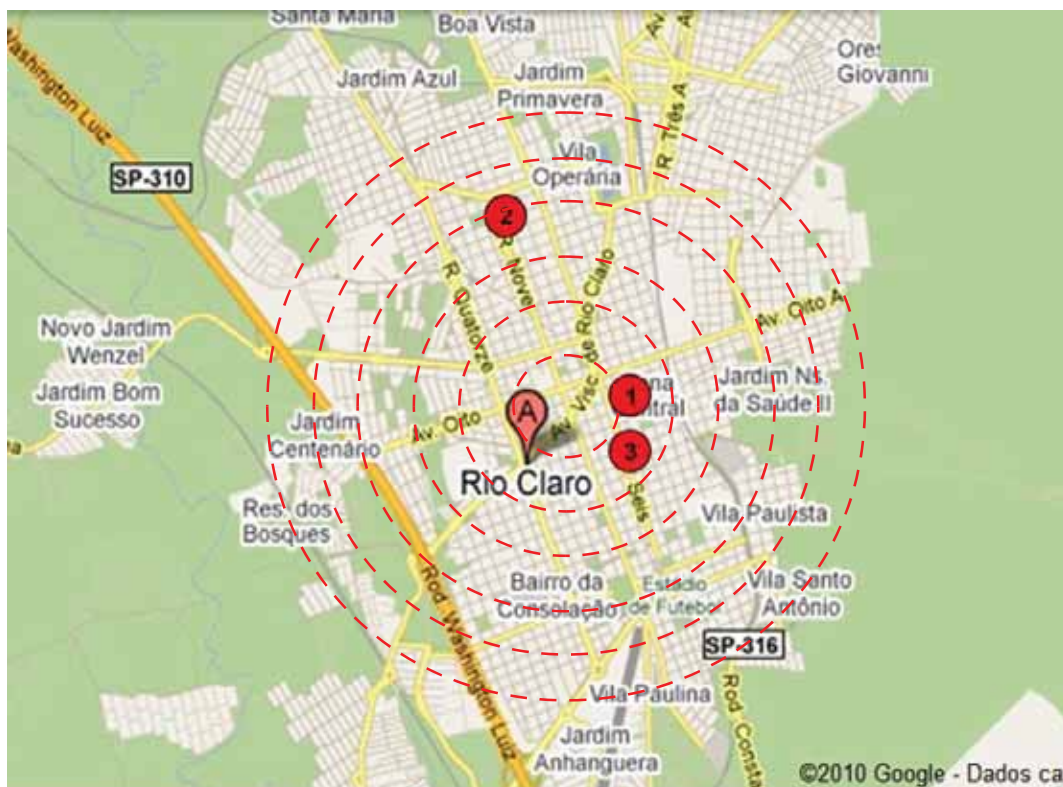 Santa Maria
Boa Vista
Av
Ores
Giovanni
Washington Luiz
Jardim Azul
Jardim
Primavera
R. Três A.
SP-310
Vila
Operária
2
R. Nove
R. Quatorze
Av. Visc. de Rio Claro
Av. Oito A
Novo Jardim
Wenzel
Jardim Bom
Sucesso
Jardim
Centenário
Av. Oito
A
1
Jardim Ns.
da Saúde II
3
Rio Claro
Seis
Res. dos
Bosques
Vila Paulista
Bairro da
Consolação
Estádio
de Futebol
Vila Santo
Antônio
Rod. Washington Luiz
SP-316
Vila Paulina
Rod. Consta
Jardim
Anhanguera
©2010 Google - Dados ca